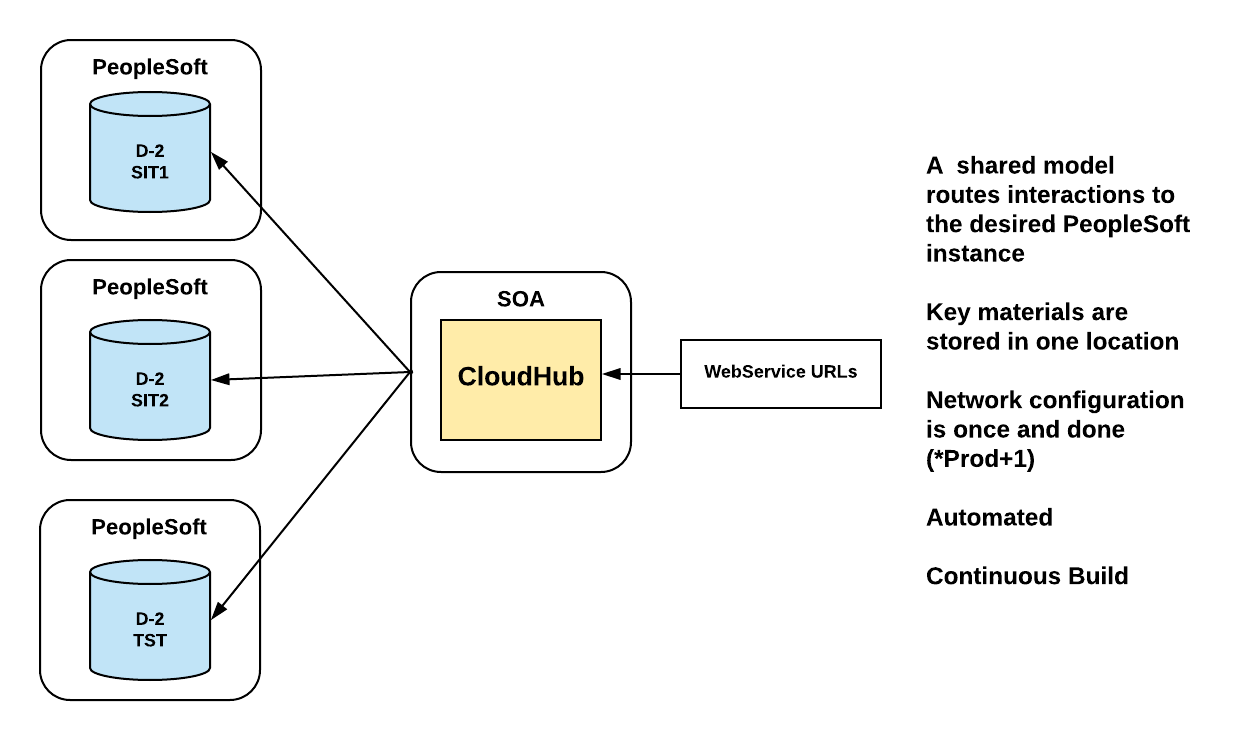 PeopleSoft
D-2
SIT1
PeopleSoft
D-2
SIT2
PeopleSoft
D-2
TST
SOA
CloudHub
WebService URLs
A  shared model
routes interactions to
the desired PeopleSoft
instance
Key materials are
stored in one location
Network configuration
is once and done
(*Prod+1)
Automated
Continuous Build